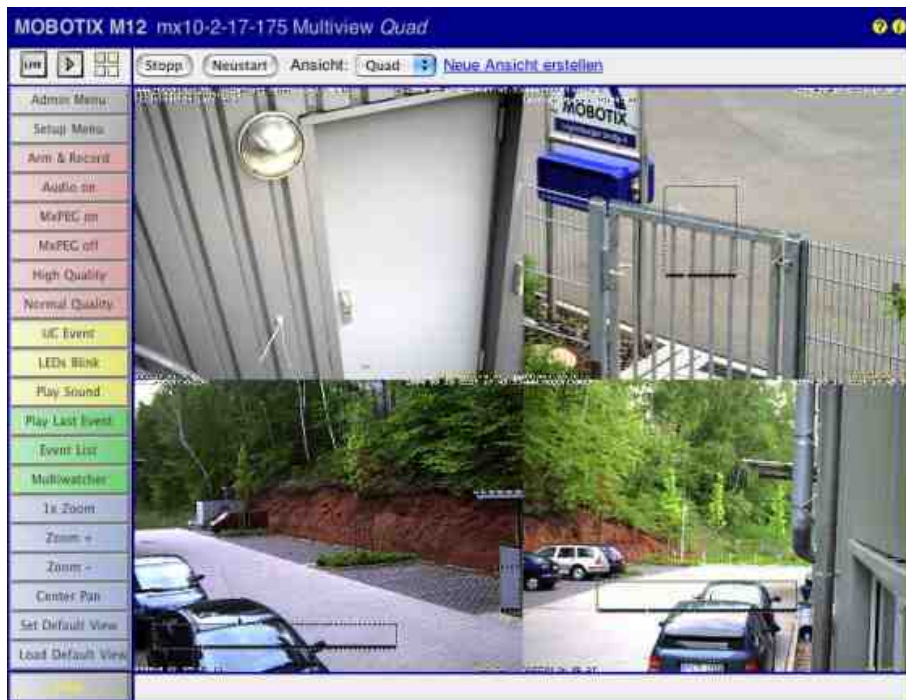 MOBOTIX M12 mx10-2-17-175 Multiview Quad
LIVE
Stopp Neustart Ansicht: Quad Neue Ansicht erstellen
Admin Menu
Setup Menu
Arm & Record
Audio on
MxPEG on
MxPEG off
High Quality
Normal Quality
UC Event
LEDs Blink
Play Sound
Play Last Event
Event List
Multiwatcher
1x Zoom
Zoom +
Zoom -
Center Pan
Set Default View
Load Default View
MOBOTIX